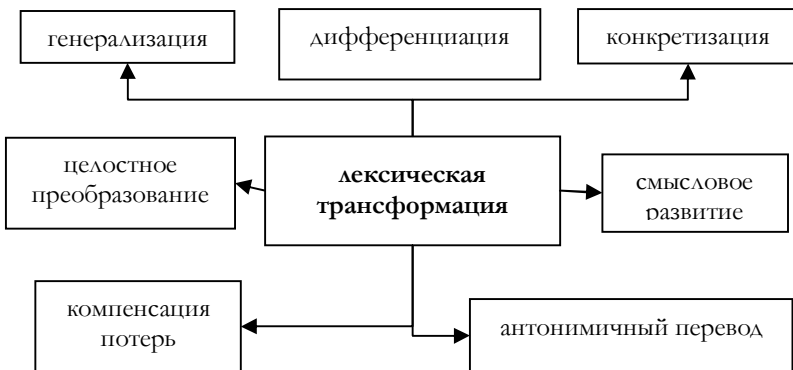 генерализация
дифференциация
конкретизация
целостное
преобразование
лексическая
трансформация
смысловое
развитие
компенсация
потерь
антонимичный перевод